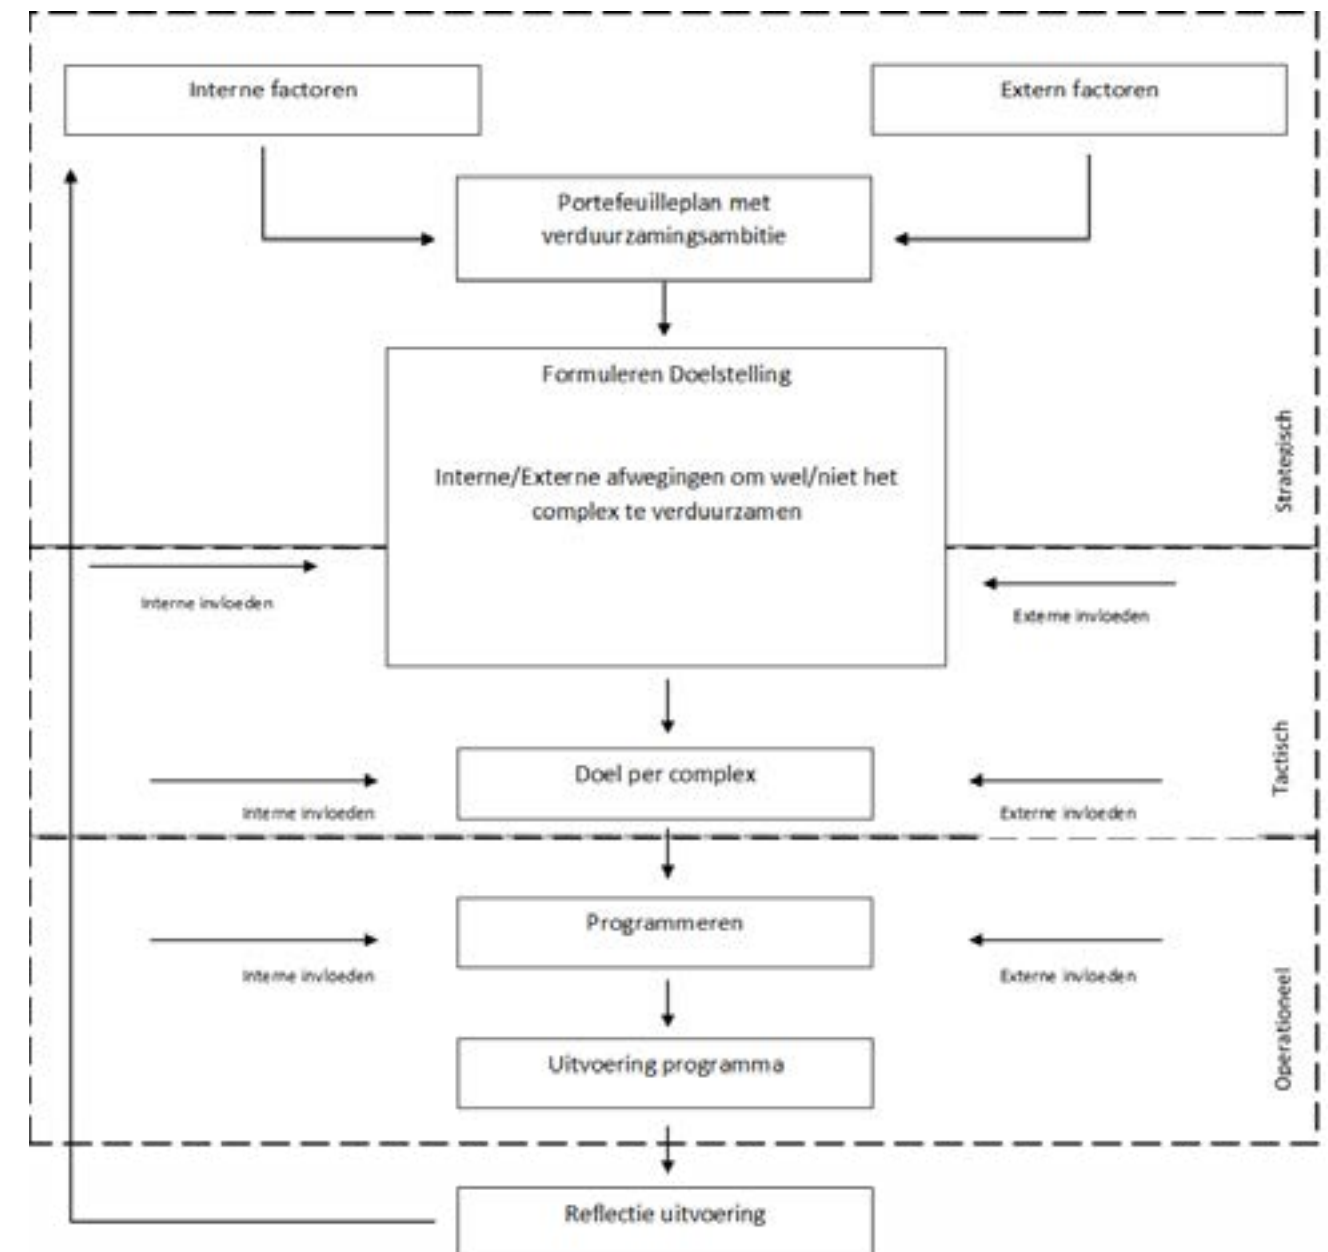 Interne factoren
Extern factoren
Portefeuilleplan met
verduurzamingsambitie
Formuleren Doelstelling
Interne/Externe afwegingen om wel/niet het
complex te verduurzamen
Strategisch
Interne invloeden
Externe invloeden
Doel per complex
Tactisch
Interne invloeden
Externe invloeden
Programmeren
Interne invloeden
Externe invloeden
Operationeel
Uitvoering programma
Reflectie uitvoering